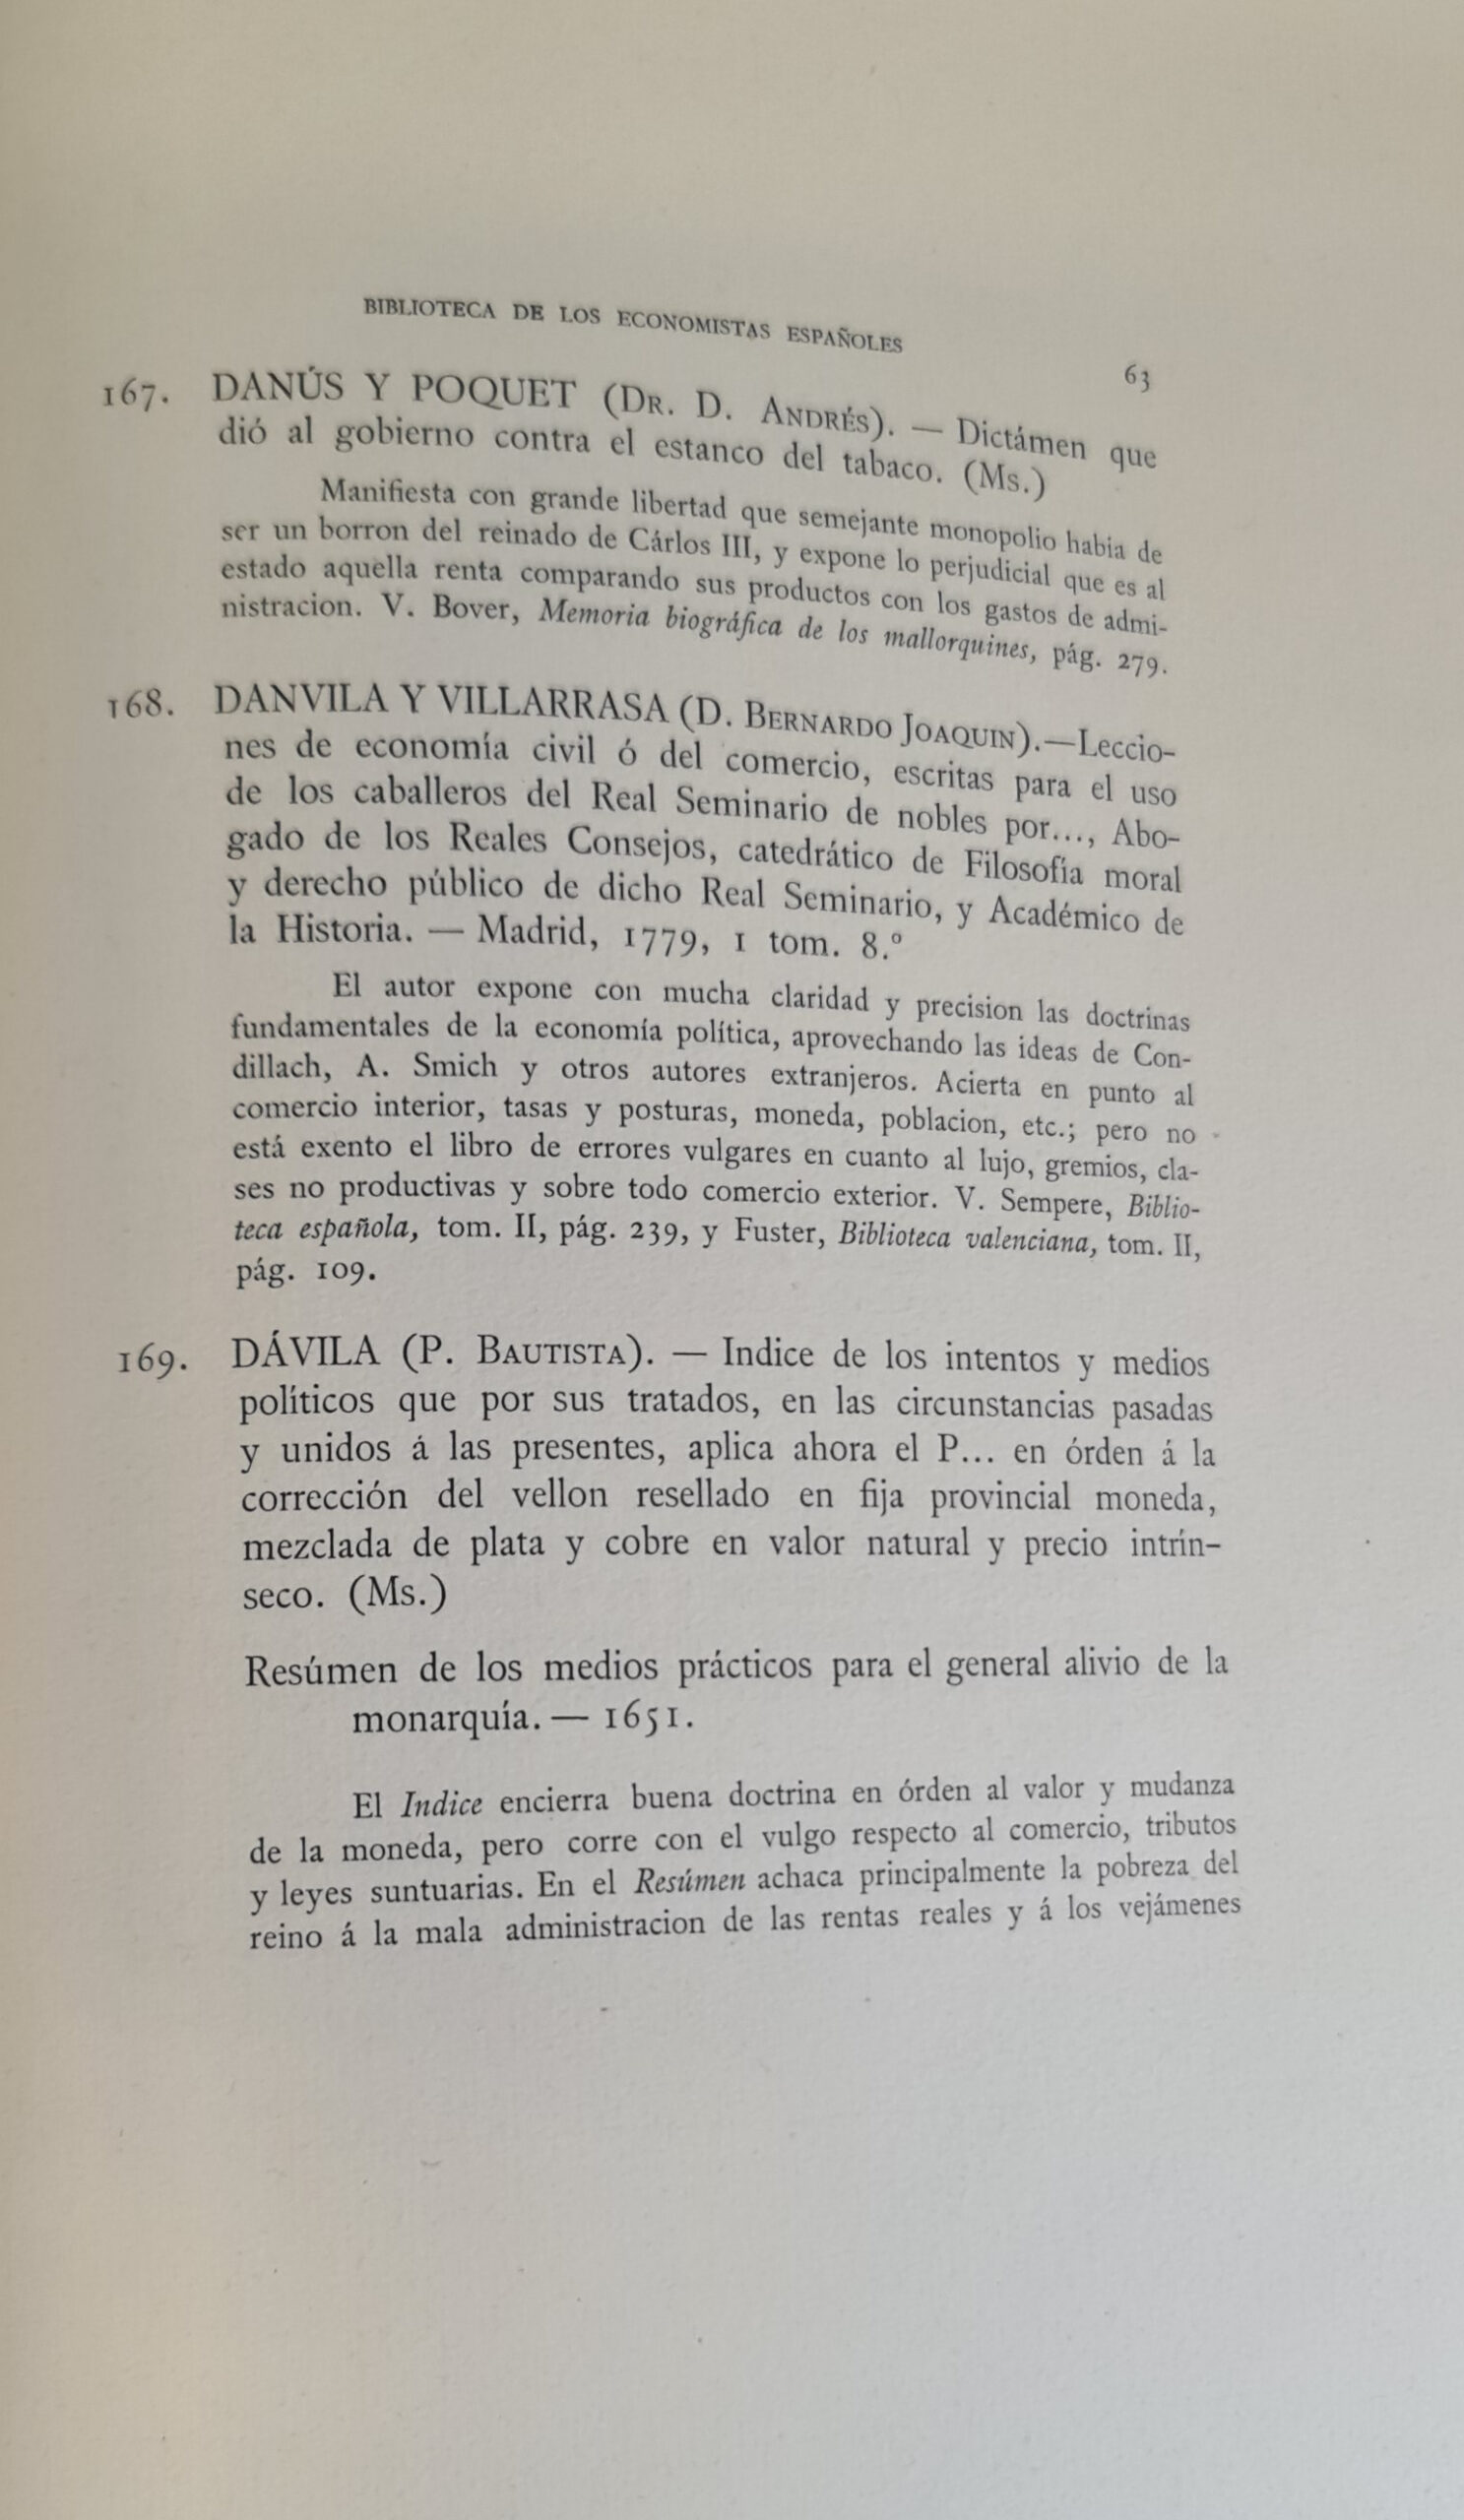 BIBLIOTECA DE LOS ECONOMISTAS ESPAÑOLES
63
167. DANÚS Y POQUET (DR. D. ANDRÉS). — Dictámen que
dió al gobierno contra el estanco del tabaco. (Ms.)
Manifiesta con grande libertad que semejante monopolio habia de
ser un borron del reinado de Cárlos III, y expone lo perjudicial que es al
estado aquella renta comparando sus productos con los gastos de admi-
nistracion. V. Bover, Memoria biográfica de los mallorquines, pág. 279.
168. DANVILA Y VILLARRASA (D. BERNARDO JOAQUIN).—Leccio-
nes de economía civil ó del comercio, escritas para el uso
de los caballeros del Real Seminario de nobles por..., Abo-
gado de los Reales Consejos, catedrático de Filosofía moral
y derecho público de dicho Real Seminario, y Académico de
la Historia. — Madrid, 1779, 1 tom. 8.º
El autor expone con mucha claridad y precision las doctrinas
fundamentales de la economía política, aprovechando las ideas de Con-
dillach, A. Smich y otros autores extranjeros. Acierta en punto al
comercio interior, tasas y posturas, moneda, poblacion, etc.; pero no
está exento el libro de errores vulgares en cuanto al lujo, gremios, cla-
ses no productivas y sobre todo comercio exterior. V. Sempere, Biblio-
teca española, tom. II, pág. 239, y Fuster, Biblioteca valenciana, tom. II,
pág. 109.
169. DÁVILA (P. BAUTISTA). — Indice de los intentos y medios
políticos que por sus tratados, en las circunstancias pasadas
y unidos á las presentes, aplica ahora el P... en órden á la
corrección del vellon resellado en fija provincial moneda,
mezclada de plata y cobre en valor natural y precio intrín-
seco. (Ms.)
Resúmen de los medios prácticos para el general alivio de la
monarquía. — 1651.
El Indice encierra buena doctrina en órden al valor y mudanza
de la moneda, pero corre con el vulgo respecto al comercio, tributos
y leyes suntuarias. En el Resúmen achaca principalmente la pobreza del
reino á la mala administracion de las rentas reales y á los vejámenes